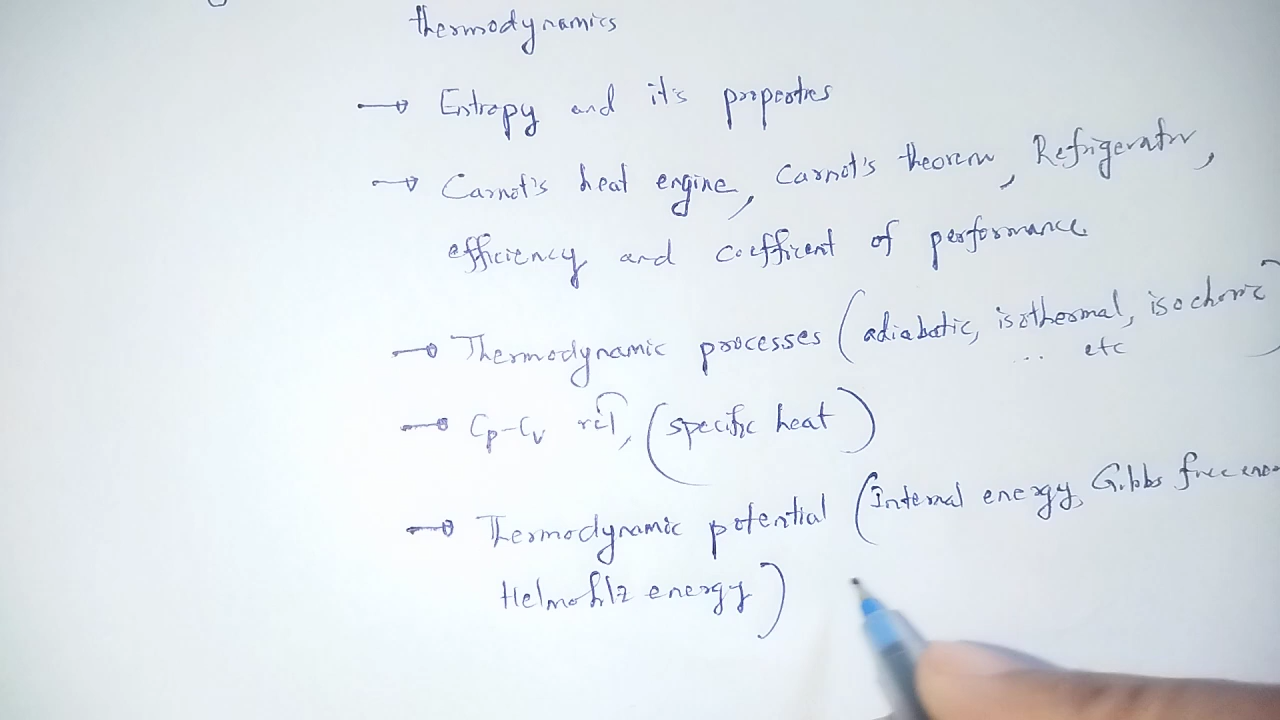 thermodynamics
→ Entropy and it's properties
→ Carnot's heat engine, Carnot's theorem, Refrigerator,
efficiency and coefficent of performance
→ Thermodynamic processes (adiabatic, isothermal, isochoric)
... etc
→ Cp-Cv rel, (specific heat)
→ Thermodynamic potential (Internal energy, Gibbs free
Helmohlz energy)